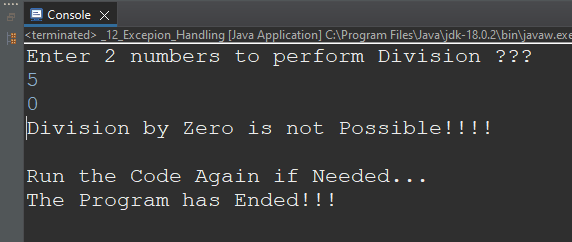 Console
<terminated> _12_Excepion_Handling [Java Application] C:\Program Files\Java\jdk-18.0.2\bin\javaw.exe
Enter 2 numbers to perform Division ???
5
0
Division by Zero is not Possible!!!!
Run the Code Again if Needed...
The Program has Ended!!!